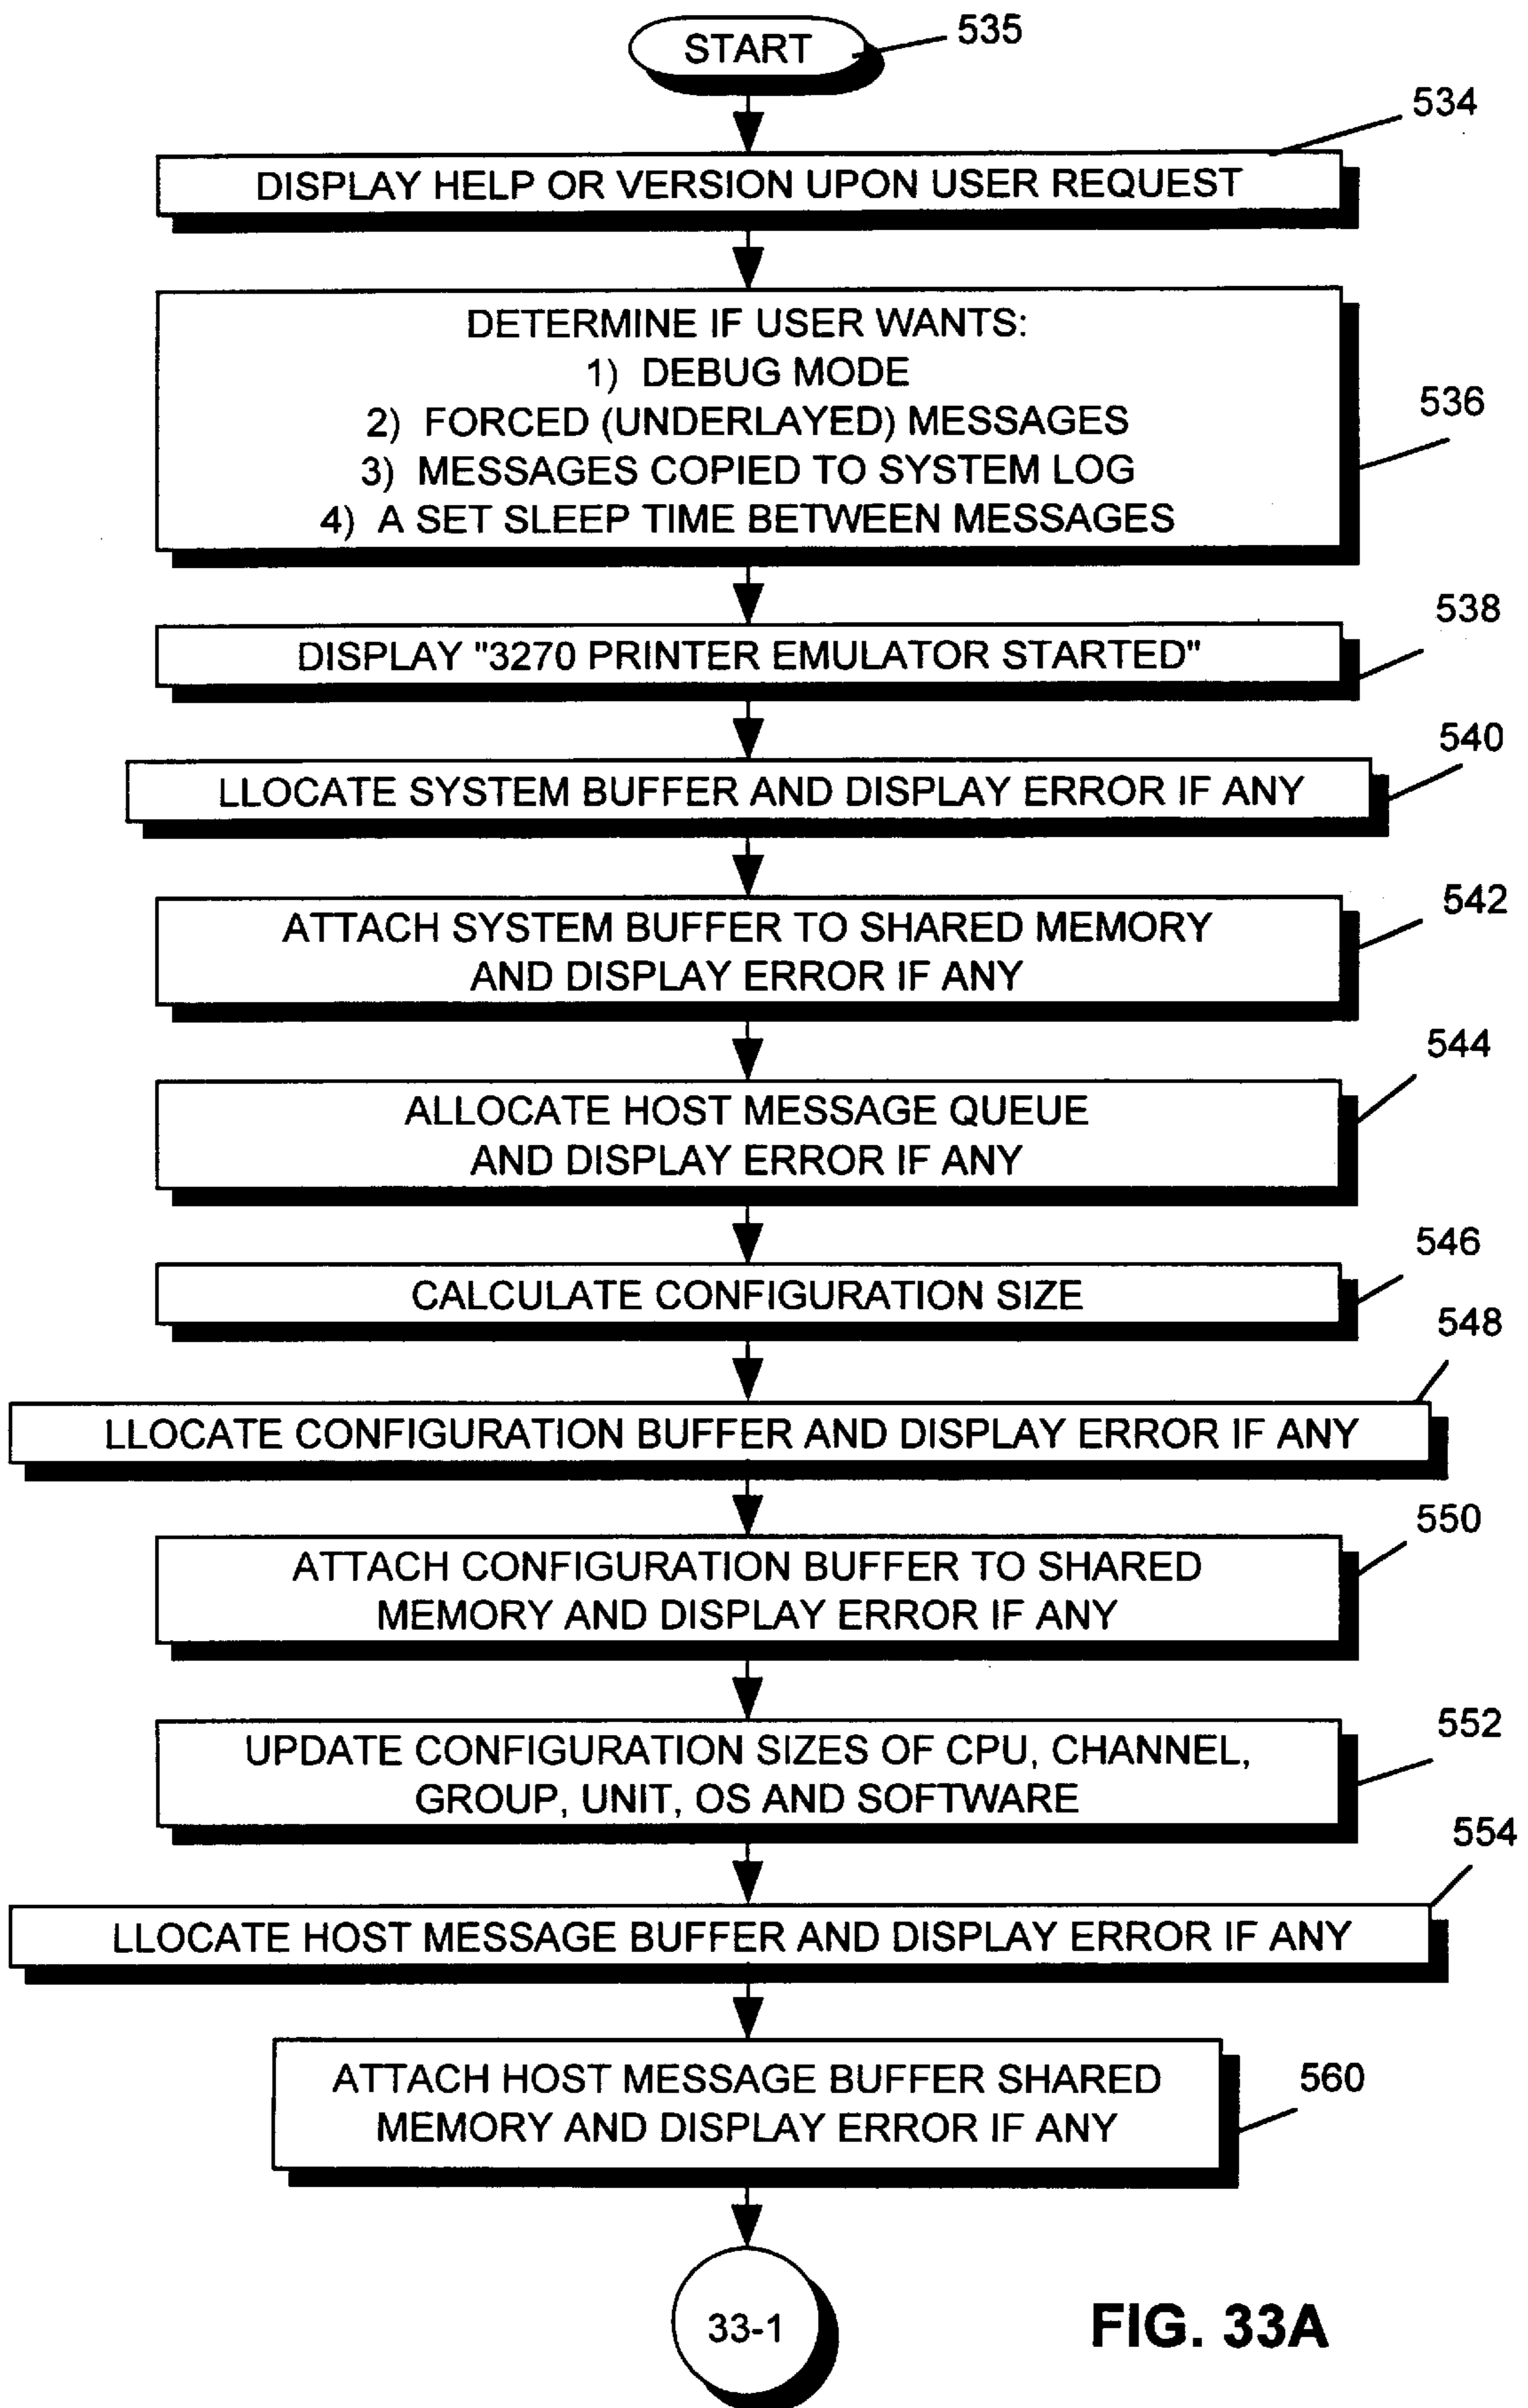 START
535
534
DISPLAY HELP OR VERSION UPON USER REQUEST
DETERMINE IF USER WANTS:
1) DEBUG MODE
2) FORCED (UNDERLAYED) MESSAGES
3) MESSAGES COPIED TO SYSTEM LOG
4) A SET SLEEP TIME BETWEEN MESSAGES
536
538
DISPLAY "3270 PRINTER EMULATOR STARTED"
540
LLOCATE SYSTEM BUFFER AND DISPLAY ERROR IF ANY
542
ATTACH SYSTEM BUFFER TO SHARED MEMORY
AND DISPLAY ERROR IF ANY
544
ALLOCATE HOST MESSAGE QUEUE
AND DISPLAY ERROR IF ANY
546
CALCULATE CONFIGURATION SIZE
548
LLOCATE CONFIGURATION BUFFER AND DISPLAY ERROR IF ANY
550
ATTACH CONFIGURATION BUFFER TO SHARED
MEMORY AND DISPLAY ERROR IF ANY
552
UPDATE CONFIGURATION SIZES OF CPU, CHANNEL,
GROUP, UNIT, OS AND SOFTWARE
554
LLOCATE HOST MESSAGE BUFFER AND DISPLAY ERROR IF ANY
560
ATTACH HOST MESSAGE BUFFER SHARED
MEMORY AND DISPLAY ERROR IF ANY
33-1
FIG. 33A